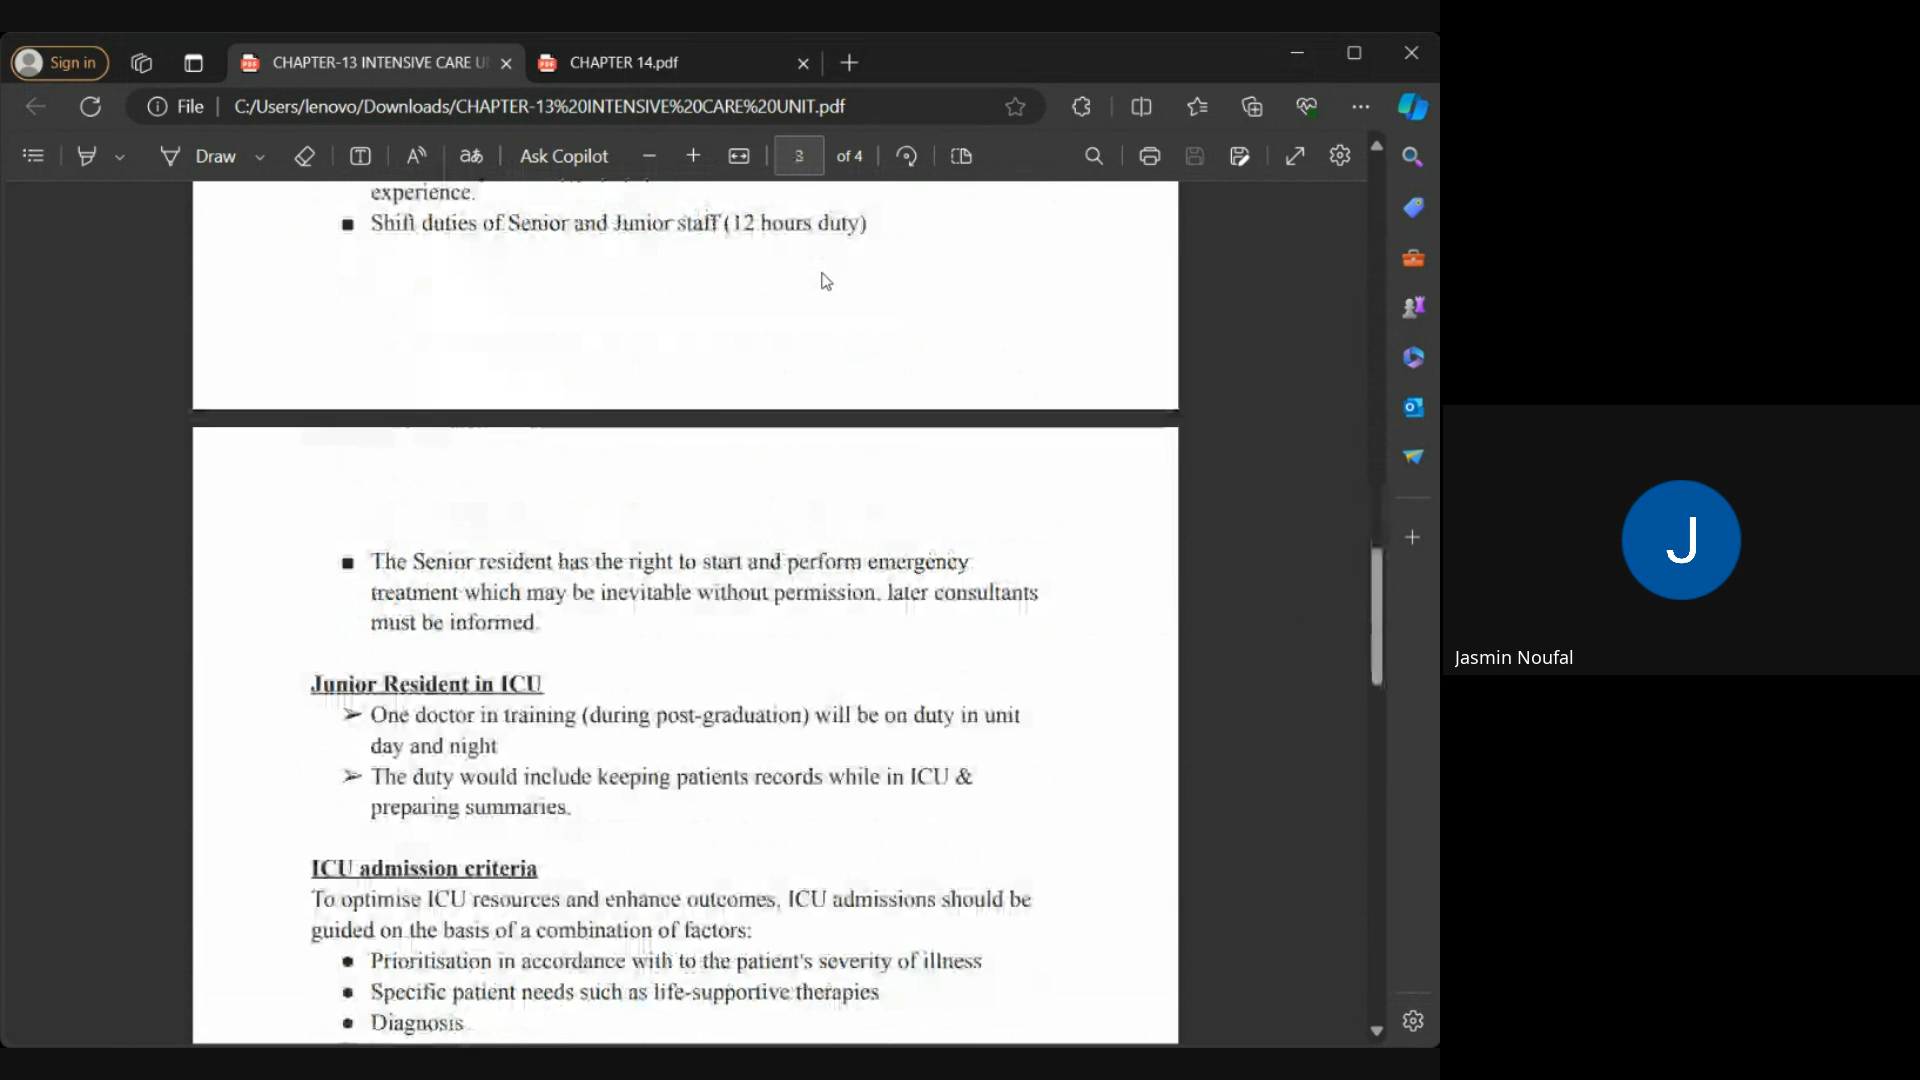 Sign in
CHAPTER-13 INTENSIVE CARE U
CHAPTER 14.pdf
File
C:/Users/lenovo/Downloads/CHAPTER-13%20INTENSIVE%20CARE%20UNIT.pdf
Draw
Ask Copilot
3 of 4
experience.
■ Shift duties of Senior and Junior staff (12 hours duty)
■ The Senior resident has the right to start and perform emergency
treatment which may be inevitable without permission, later consultants
must be informed.
Junior Resident in ICU
➢ One doctor in training (during post-graduation) will be on duty in unit
day and night
➢ The duty would include keeping patients records while in ICU &
preparing summaries.
ICU admission criteria
To optimise ICU resources and enhance outcomes, ICU admissions should be
guided on the basis of a combination of factors:
● Prioritisation in accordance with to the patient's severity of illness
● Specific patient needs such as life-supportive therapies
● Diagnosis
J
Jasmin Noufal